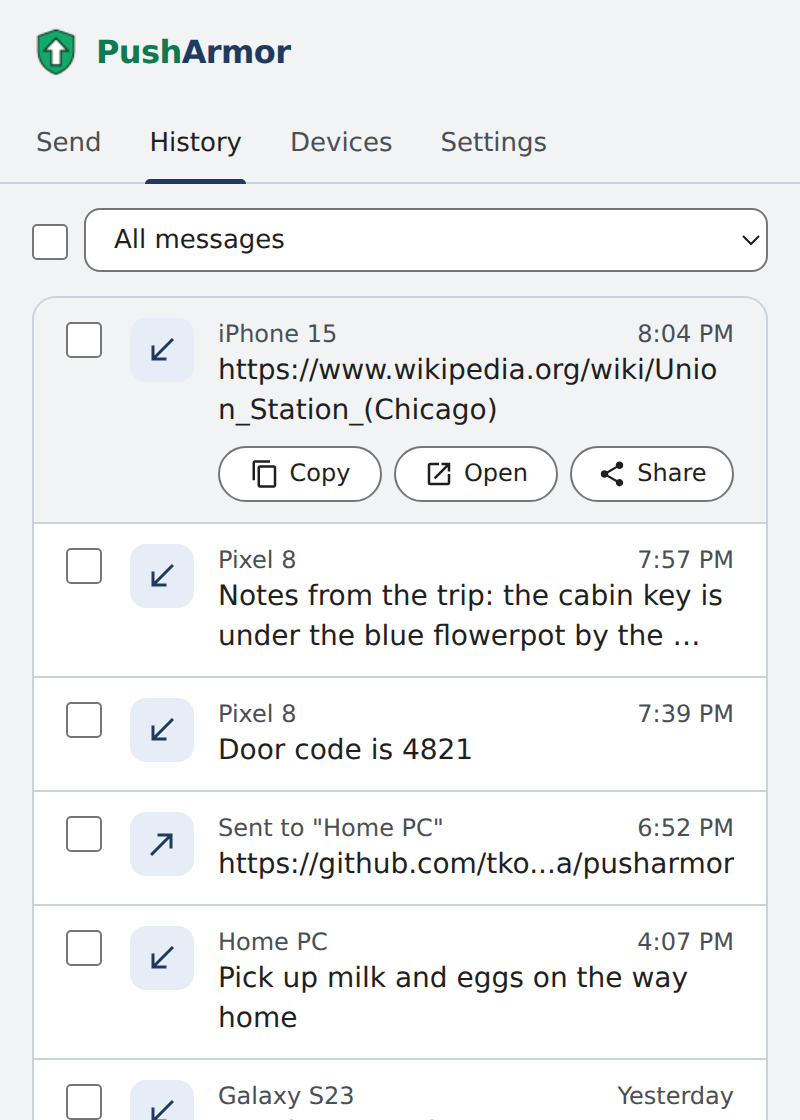 PushArmor
Send History Devices Settings
All messages
iPhone 15 8:04 PM
https://www.wikipedia.org/wiki/Unio
n_Station_(Chicago)
Copy Open Share
Pixel 8 7:57 PM
Notes from the trip: the cabin key is
under the blue flowerpot by the …
Pixel 8 7:39 PM
Door code is 4821
Sent to "Home PC" 6:52 PM
https://github.com/tko...a/pusharmor
Home PC 4:07 PM
Pick up milk and eggs on the way
home
Galaxy S23 Yesterday